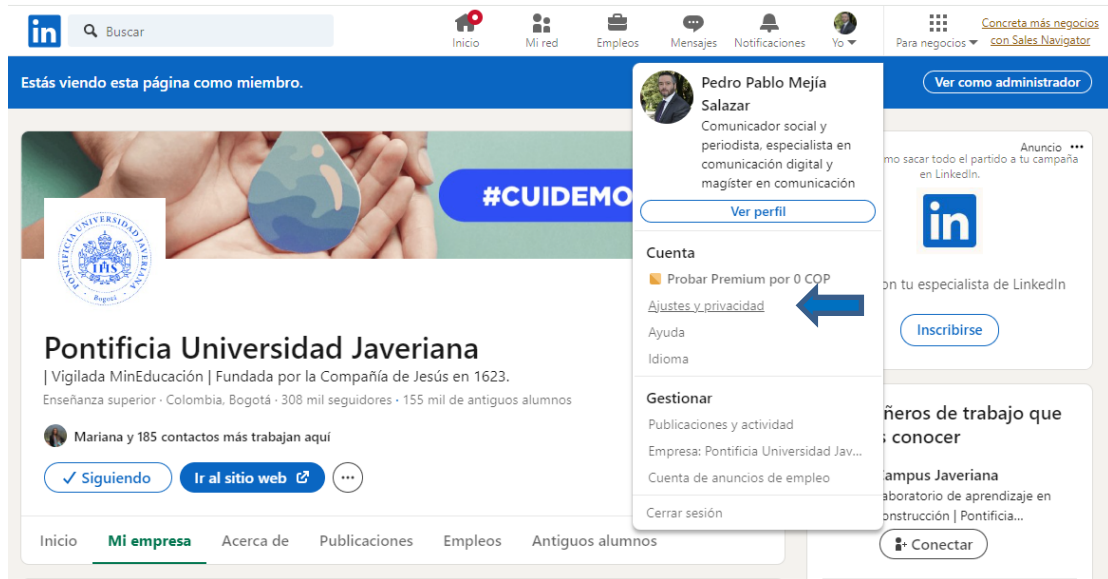 in
Buscar
Inicio
Mi red
Empleos
Mensajes
Notificaciones
Yo
Para negocios
Concreta más negocios
con Sales Navigator
Estás viendo esta página como miembro.
Ver como administrador
#CUIDEMO
PONTIFICIA UNIVERSIDAD JAVERIANA
IHS
Bogotá
Pontificia Universidad Javeriana
| Vigilada MinEducación | Fundada por la Compañía de Jesús en 1623.
Enseñanza superior · Colombia, Bogotá · 308 mil seguidores · 155 mil de antiguos alumnos
Mariana y 185 contactos más trabajan aquí
Siguiendo
Ir al sitio web
Inicio
Mi empresa
Acerca de
Publicaciones
Empleos
Antiguos alumnos
Pedro Pablo Mejía
Salazar
Comunicador social y
periodista, especialista en
comunicación digital y
magíster en comunicación
Ver perfil
Cuenta
Probar Premium por 0 COP
Ajustes y privacidad
Ayuda
Idioma
Gestionar
Publicaciones y actividad
Empresa: Pontificia Universidad Jav...
Cuenta de anuncios de empleo
Cerrar sesión
Anuncio
mo sacar todo el partido a tu campaña
en LinkedIn.
in
on tu especialista de LinkedIn
Inscribirse
ñeros de trabajo que
conocer
ampus Javeriana
aboratorio de aprendizaje en
onstrucción | Pontificia...
Conectar